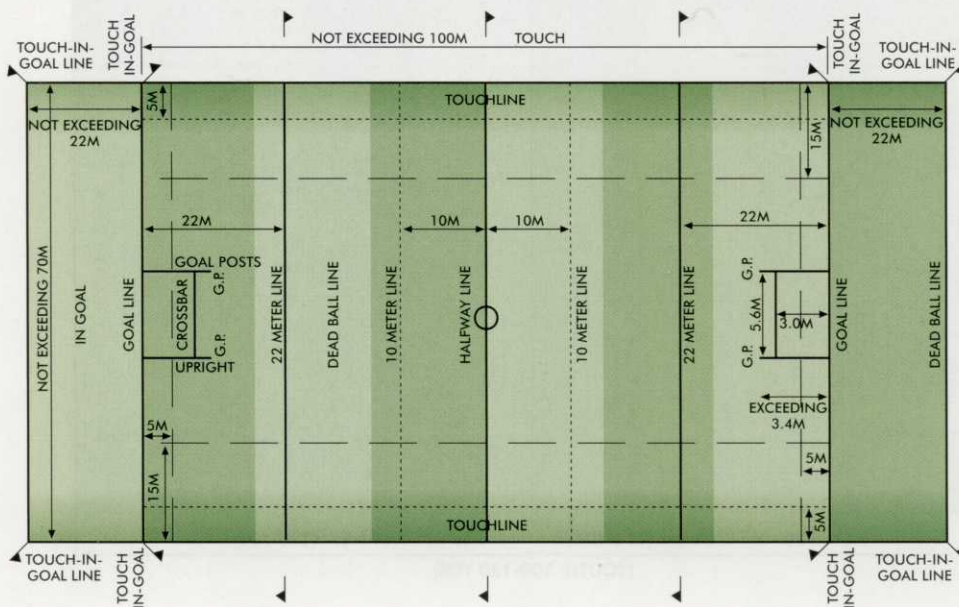 TOUCH-IN-
GOAL LINE
TOUCH
IN-GOAL
NOT EXCEEDING 100M
TOUCH
TOUCH
IN-GOAL
TOUCH-IN-
GOAL LINE
5M
TOUCHLINE
15M
NOT EXCEEDING
22M
NOT EXCEEDING
22M
22M
10M
10M
22M
NOT EXCEEDING 70M
IN GOAL
GOAL LINE
GOAL POSTS
CROSSBAR
G.P.
G.P.
UPRIGHT
22 METER LINE
DEAD BALL LINE
10 METER LINE
HALFWAY LINE
10 METER LINE
22 METER LINE
G.P.
5.6M
G.P.
3.0M
GOAL LINE
DEAD BALL LINE
EXCEEDING
3.4M
5M
5M
15M
TOUCHLINE
5M
TOUCH-IN-
GOAL LINE
TOUCH
IN-GOAL
TOUCH
IN-GOAL
TOUCH-IN-
GOAL LINE